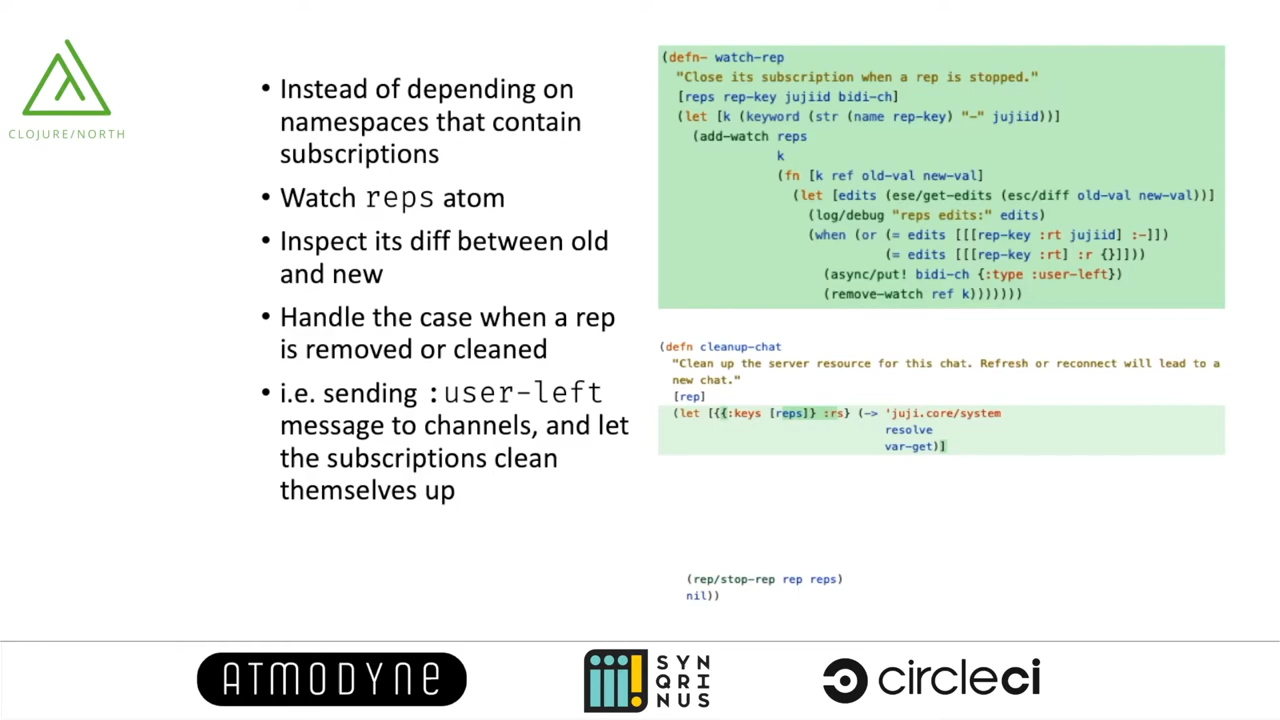 CLOJURE/NORTH
• Instead of depending on
namespaces that contain
subscriptions
• Watch reps atom
• Inspect its diff between old
and new
• Handle the case when a rep
is removed or cleaned
• i.e. sending :user-left
message to channels, and let
the subscriptions clean
themselves up
(defn- watch-rep
"Close its subscription when a rep is stopped."
[reps rep-key jujiid bidi-ch]
(let [k (keyword (str (name rep-key) "-" jujiid))]
(add-watch reps
k
(fn [k ref old-val new-val]
(let [edits (ese/get-edits (esc/diff old-val new-val))]
(log/debug "reps edits:" edits)
(when (or (= edits [[[rep-key :rt jujiid] :-]])
(= edits [[[rep-key :rt] :r {}]]))
(async/put! bidi-ch {:type :user-left})
(remove-watch ref k)))))))
(defn cleanup-chat
"Clean up the server resource for this chat. Refresh or reconnect will lead to a
new chat."
[rep]
(let [{{:keys [reps]} :rs} (-> 'juji.core/system
resolve
var-get)]
(rep/stop-rep rep reps)
nil))
ATMODYNE
SYN
QRI
NUS
circleci